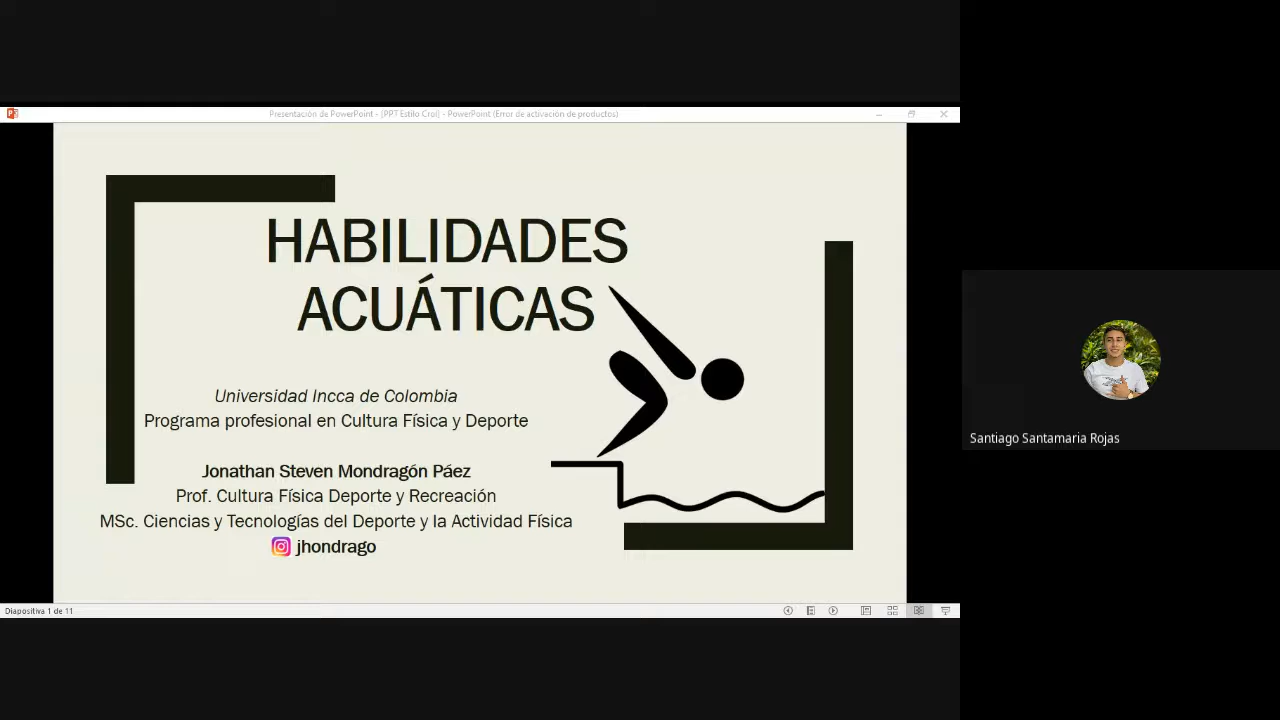 Presentación de PowerPoint - [PPT Estilo Crol] - PowerPoint (Error de activación de productos)
HABILIDADES
ACUÁTICAS
Universidad Incca de Colombia
Programa profesional en Cultura Física y Deporte
Jonathan Steven Mondragón Páez
Prof. Cultura Física Deporte y Recreación
MSc. Ciencias y Tecnologías del Deporte y la Actividad Física
jhondrago
Santiago Santamaria Rojas
Diapositiva 1 de 11